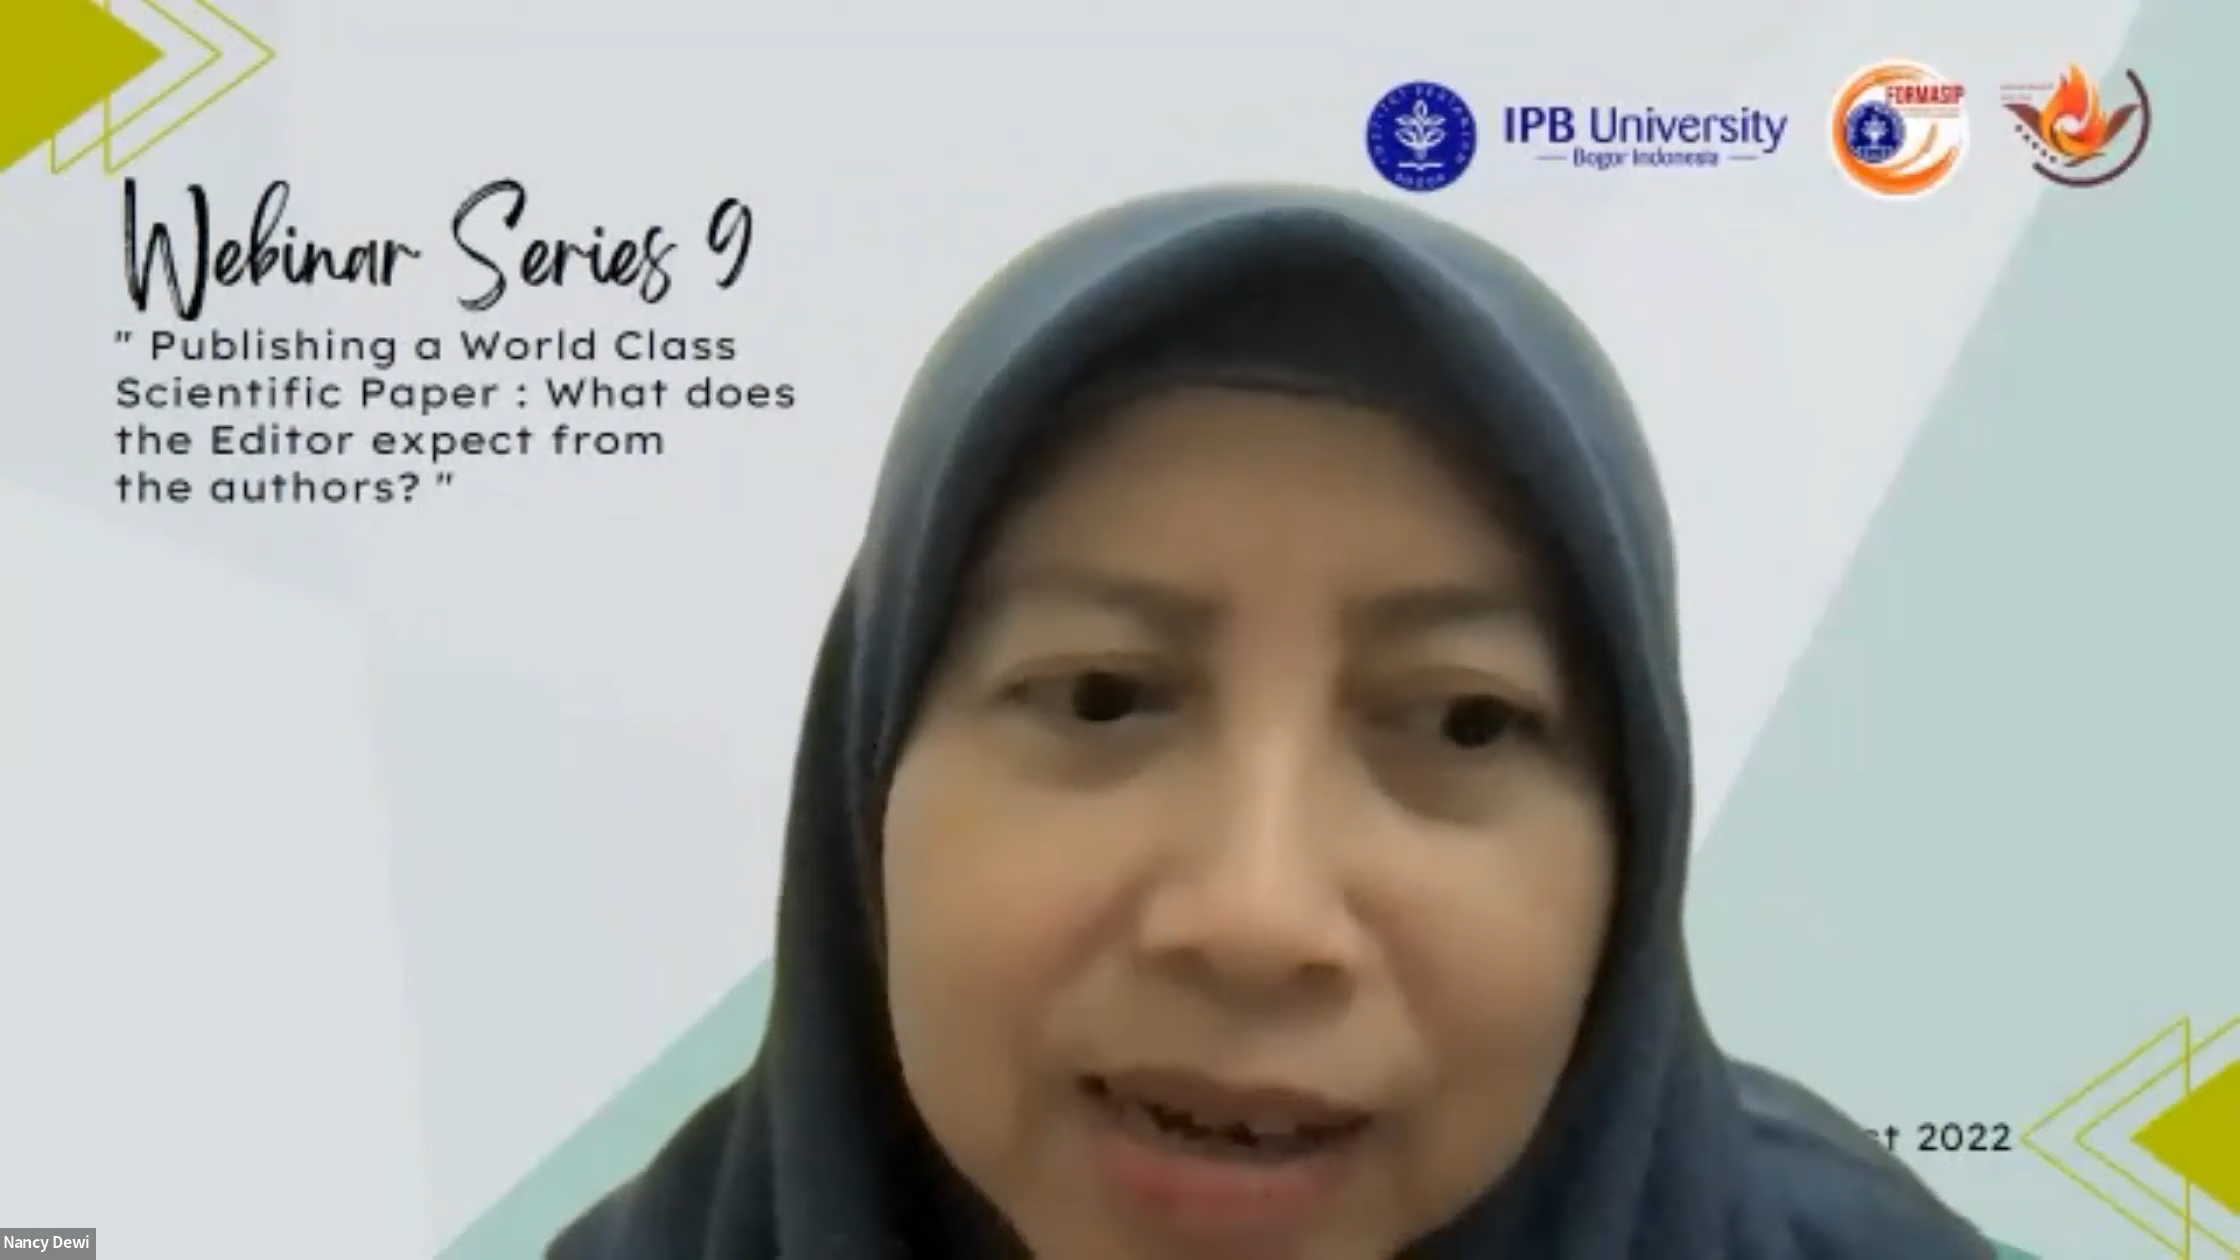 IPB University
Bogor Indonesia
FORMASIP
Webinar Series 9
" Publishing a World Class
Scientific Paper : What does
the Editor expect from
the authors? "
st 2022
Nancy Dewi